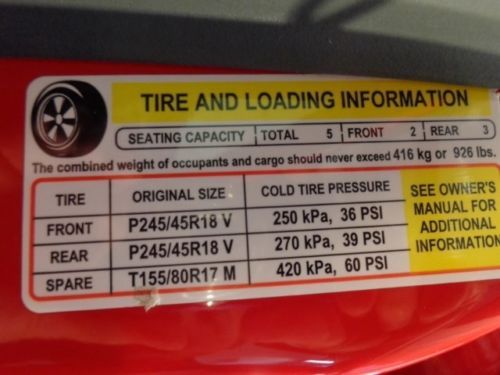 TIRE AND LOADING INFORMATION
SEATING CAPACITY TOTAL 5 FRONT 2 REAR 3
The combined weight of occupants and cargo should never exceed 416 kg or 926 lbs.
TIRE ORIGINAL SIZE COLD TIRE PRESSURE
FRONT P245/45R18 V 250 kPa, 36 PSI
REAR P245/45R18 V 270 kPa, 39 PSI
SPARE T155/80R17 M 420 kPa, 60 PSI
SEE OWNER'S
MANUAL FOR
ADDITIONAL
INFORMATION